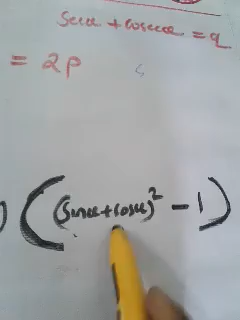 secα + cosecα = q
= 2p
((sinα + cosα)² − 1)